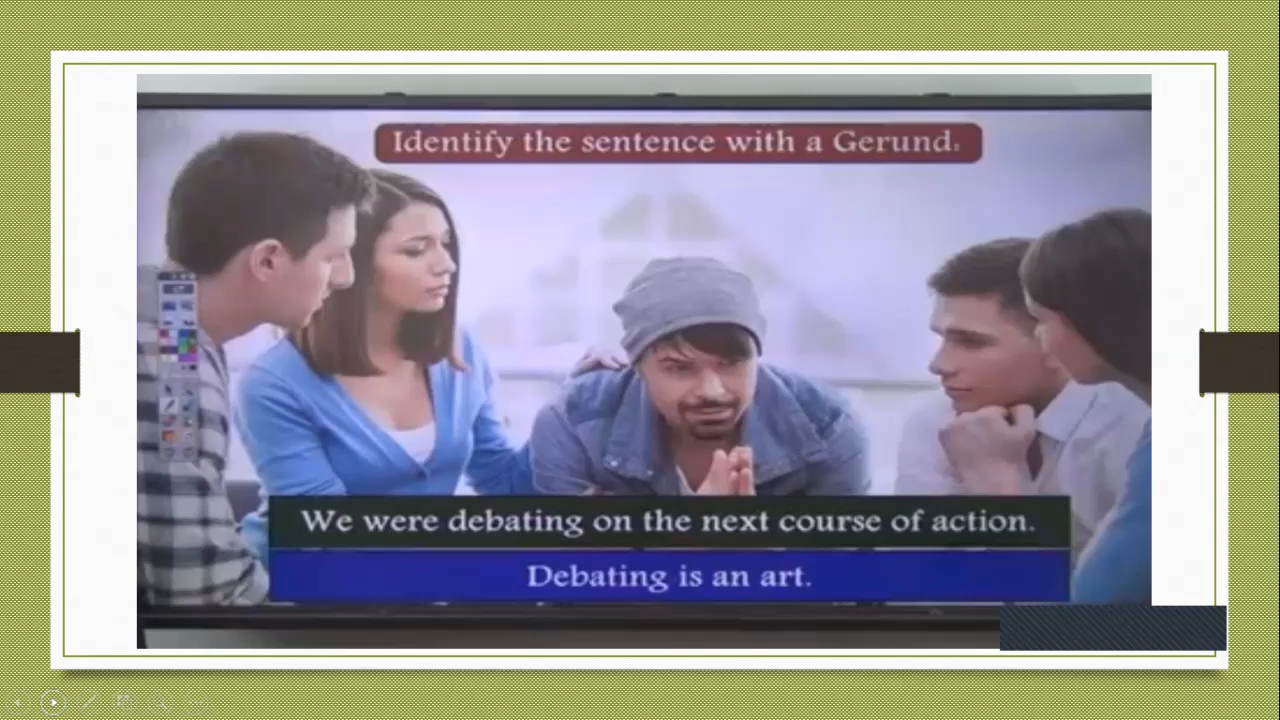 Identify the sentence with a Gerund.
We were debating on the next course of action.
Debating is an art.